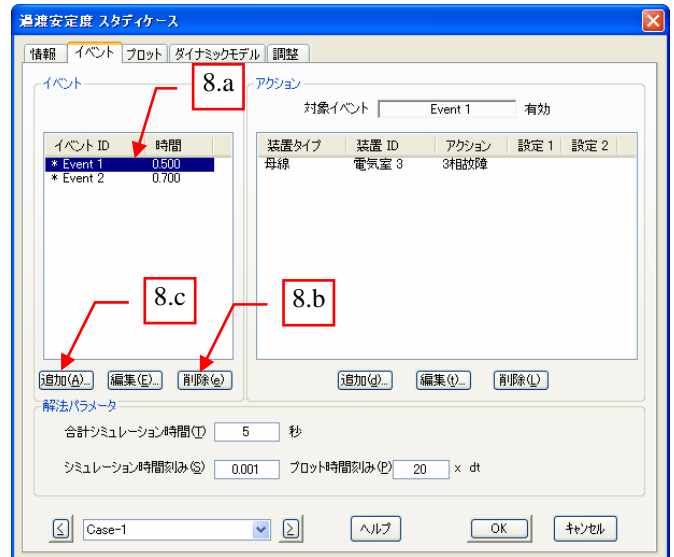 過渡安定度 スタディケース
情報 イベント プロット ダイナミックモデル 調整
イベント
8.a
アクション
対象イベント Event 1 有効
イベント ID 時間
* Event 1 0.500
* Event 2 0.700
装置タイプ 装置 ID アクション 設定 1 設定 2
母線 電気室 3 3相故障
8.c
8.b
追加(A)... 編集(E)... 削除(e)
追加(d)... 編集(t)... 削除(L)
解法パラメータ
合計シミュレーション時間(T) 5 秒
シミュレーション時間刻み(S) 0.001 プロット時間刻み(P) 20 x dt
< Case-1 > ヘルプ OK キャンセル